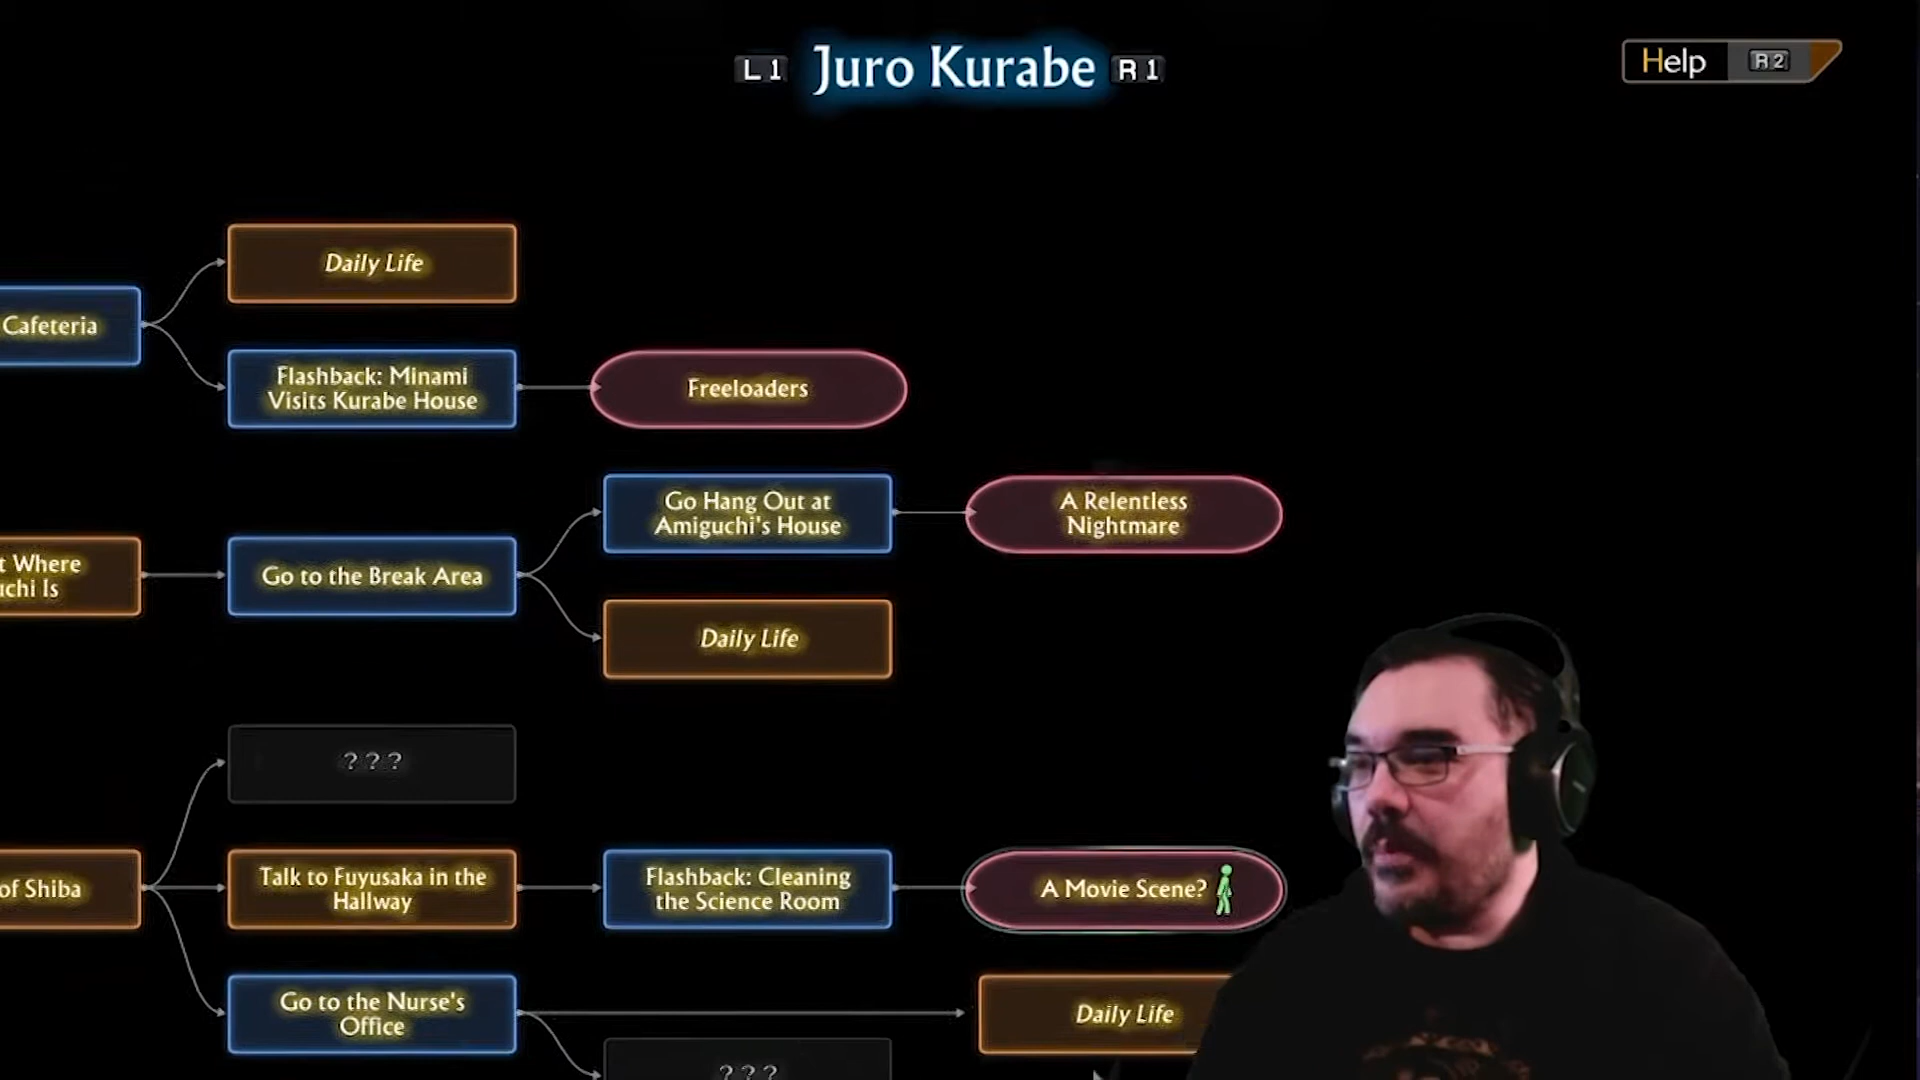 L1 Juro Kurabe R1
Help R2
Daily Life
Cafeteria
Flashback: Minami
Visits Kurabe House
Freeloaders
Go Hang Out at
Amiguchi's House
A Relentless
Nightmare
t Where
uchi Is
Go to the Break Area
Daily Life
???
of Shiba
Talk to Fuyusaka in the
Hallway
Flashback: Cleaning
the Science Room
A Movie Scene?
Go to the Nurse's
Office
Daily Life
???